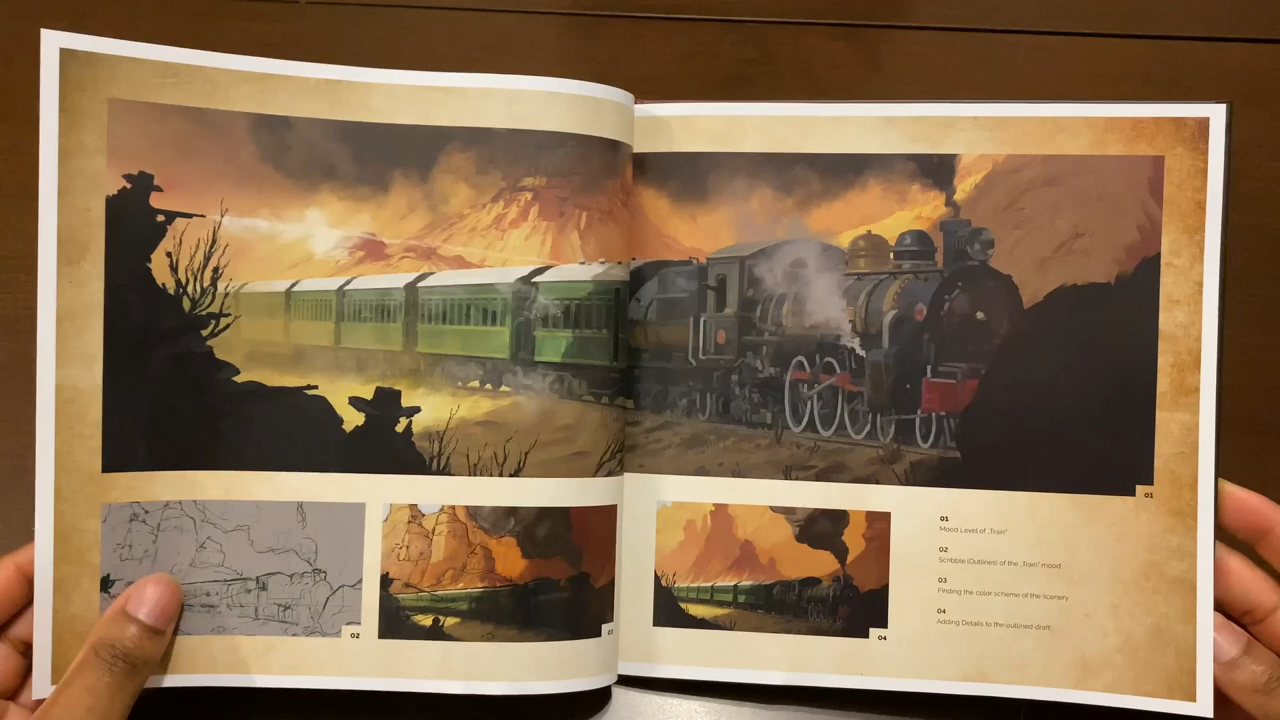 01
02
03
04
01
Mood Level of „Train"
02
Scribble (Outlines) of the „Train" mood
03
Finding the color scheme of the scenery
04
Adding Details to the outlined draft.